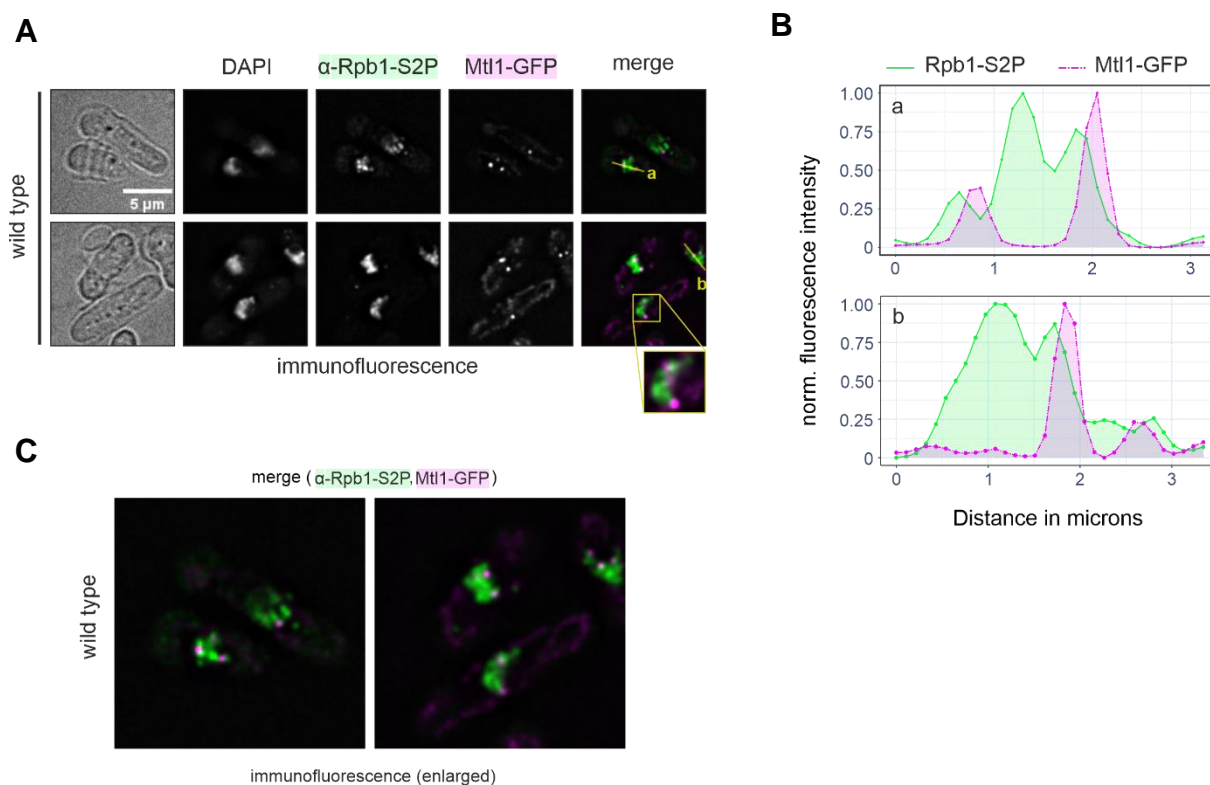 A
DAPI α-Rpb1-S2P Mtl1-GFP merge
wild type
5 µm
a
wild type
b
immunofluorescence
B
Rpb1-S2P Mtl1-GFP
norm. fluorescence intensity
a
1.00
0.75
0.50
0.25
0
0 1 2 3
b
1.00
0.75
0.50
0.25
0
0 1 2 3
Distance in microns
C
merge (α-Rpb1-S2P, Mtl1-GFP)
wild type
immunofluorescence (enlarged)